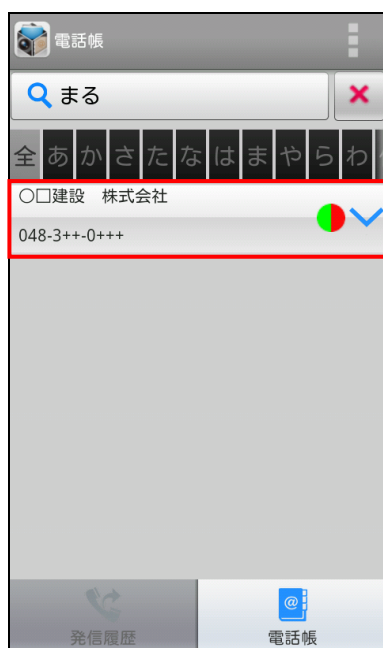 電話帳
まる
全 あ か さ た な は ま や ら わ
〇□建設　株式会社
048-3++-0+++
発信履歴
電話帳